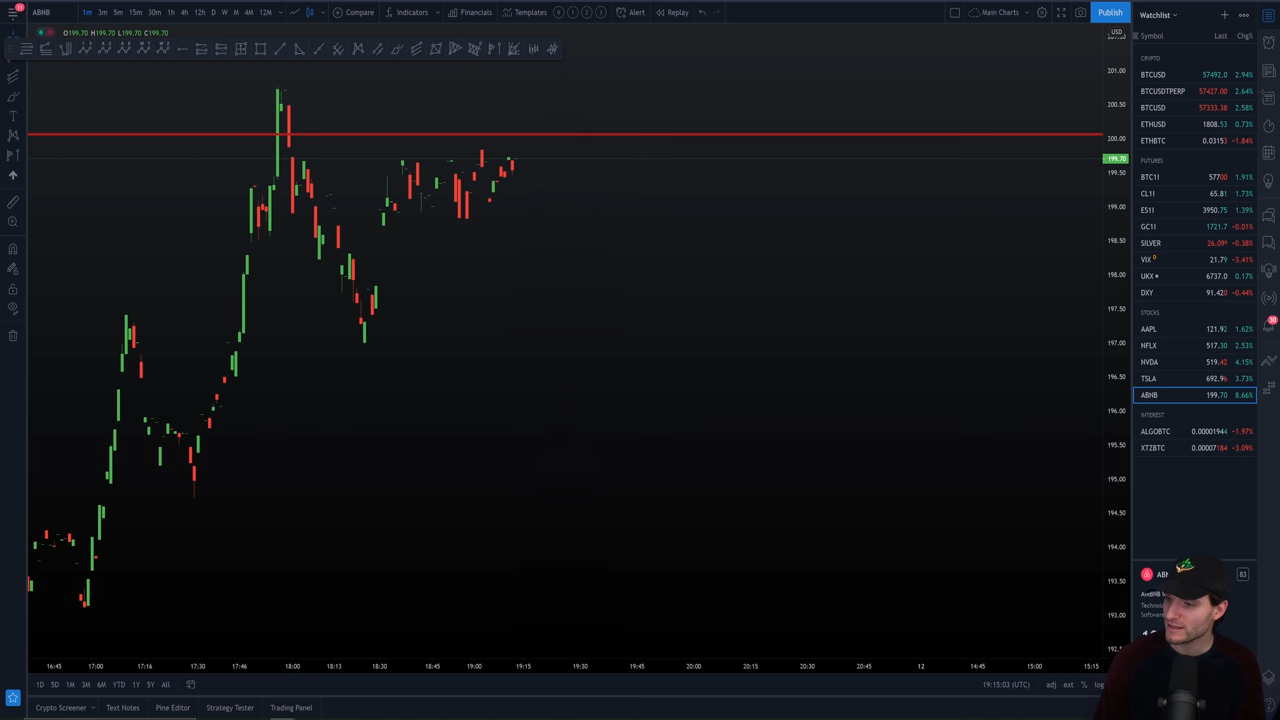 11
ABNB
1m 3m 5m 15m 30m 1h 4h 12h D W M 4M 12M
Compare
Indicators
Financials
Templates
0 1 2 3
Alert
Replay
Main Charts
Publish
Watchlist
O199.70 H199.70 L199.70 C199.70
USD
Symbol Last Chg%
CRYPTO
BTCUSD 57492.0 2.94%
BTCUSDTPERP 57427.00 2.64%
BTCUSD 57333.38 2.58%
ETHUSD 1808.53 0.73%
ETHBTC 0.03153 −1.84%
FUTURES
BTC1! 57700 1.91%
CL1! 65.81 1.73%
ES1! 3950.75 1.39%
GC1! 1721.7 −0.01%
SILVER 26.099 −0.38%
VIX D 21.79 −3.41%
UKX 6737.0 0.17%
DXY 91.420 −0.44%
STOCKS
AAPL 121.92 1.62%
NFLX 517.30 2.53%
NVDA 519.42 4.15%
TSLA 692.96 3.73%
ABNB 199.70 8.66%
INTEREST
ALGOBTC 0.00001944 −1.97%
XTZBTC 0.00007184 −3.09%
30
201.00
200.50
200.00
199.70
199.50
199.00
198.50
198.00
197.50
197.00
196.50
196.00
195.50
195.00
194.50
194.00
193.50
193.00
83
16:45 17:00 17:16 17:30 17:46 18:00 18:13 18:30 18:45 19:00 19:15 19:30 19:45 20:00 20:15 20:30 20:45 12 14:45 15:00 15:15
1D 5D 1M 3M 6M YTD 1Y 5Y All
19:15:03 (UTC)
adj ext % log
Crypto Screener
Text Notes
Pine Editor
Strategy Tester
Trading Panel